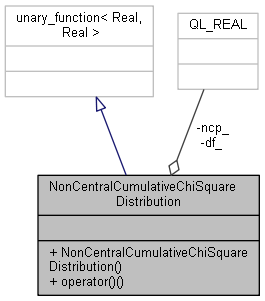 unary_function< Real,
Real >
QL_REAL
-ncp_
-df_
NonCentralCumulativeChiSquare
Distribution
+ NonCentralCumulativeChiSquare
Distribution()
+ operator()()